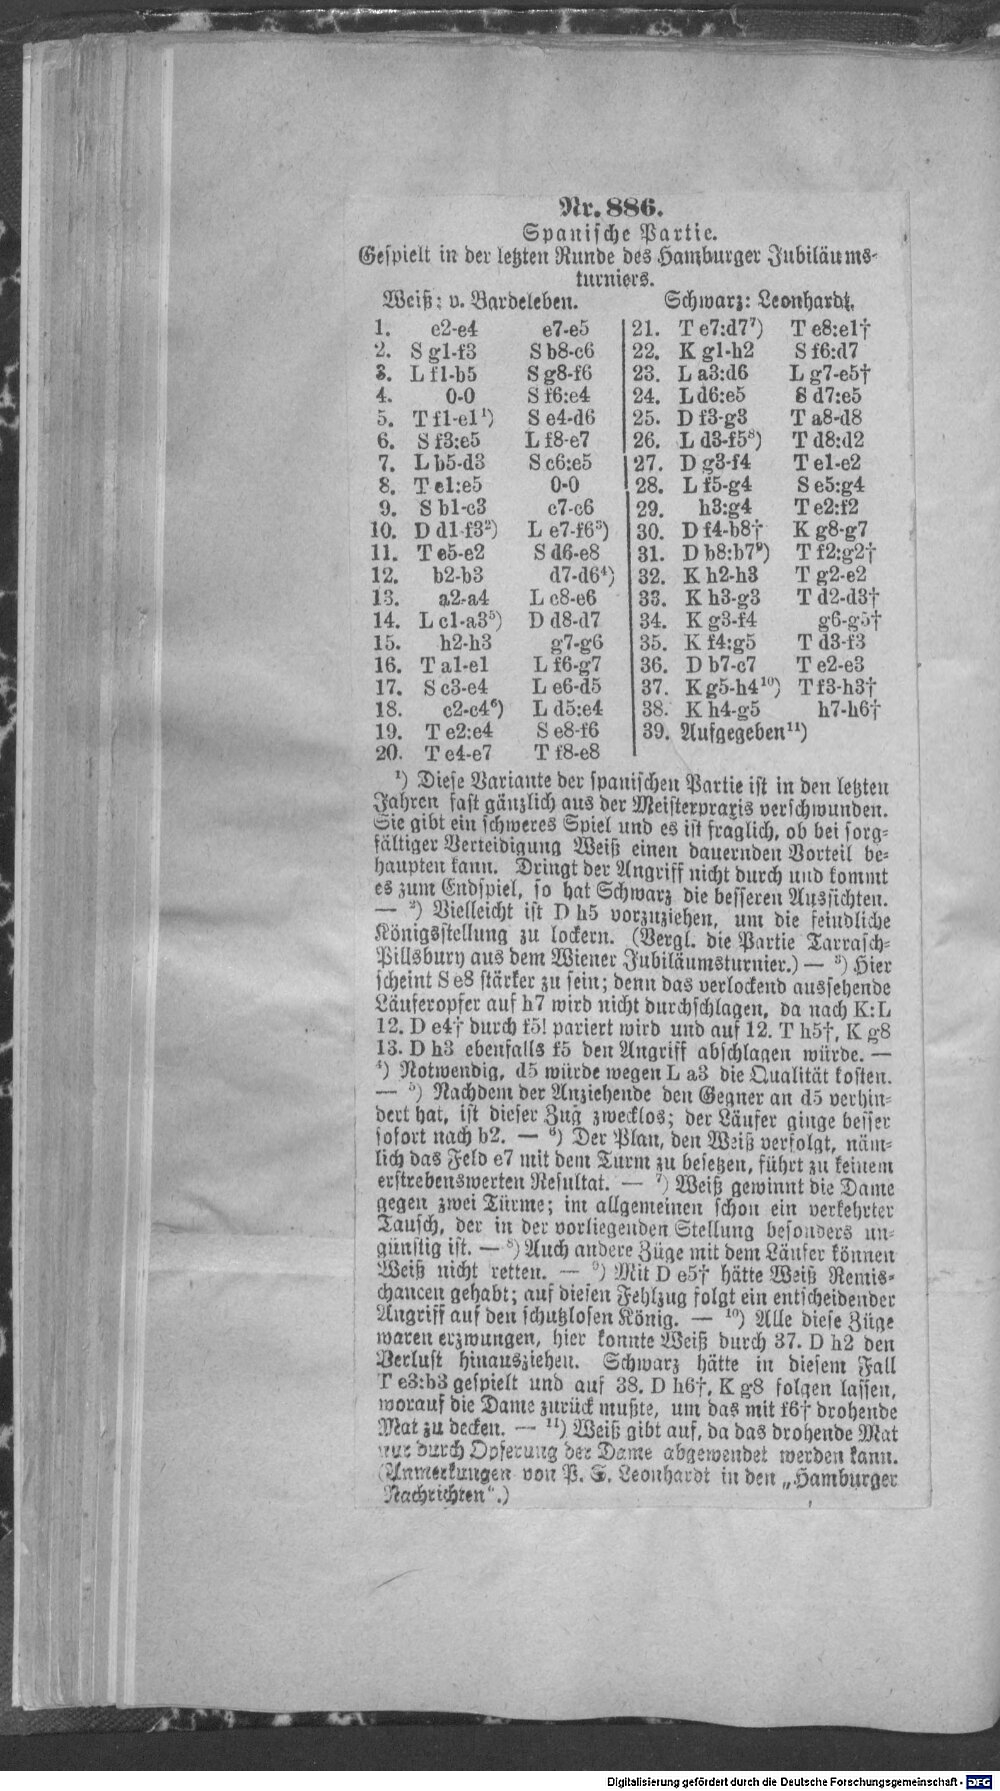 Nr. 886.
Spanische Partie.
Gespielt in der letzten Runde des Hamburger Jubiläums-
turniers.
Weiß: v. Bardeleben. Schwarz: Leonhardt.
1. e2-e4 e7-e5
2. S g1-f3 S b8-c6
3. L f1-b5 S g8-f6
4. 0-0 S f6:e4
5. T f1-e1¹) S e4-d6
6. S f3:e5 L f8-e7
7. L b5-d3 S c6:e5
8. T e1:e5 0-0
9. S b1-c3 c7-c6
10. D d1-f3²) L e7-f6³)
11. T e5-e2 S d6-e8
12. b2-b3 d7-d6⁴)
13. a2-a4 L c8-e6
14. L c1-a3⁵) D d8-d7
15. h2-h3 g7-g6
16. T a1-e1 L f6-g7
17. S c3-e4 L e6-d5
18. c2-c4⁶) L d5:e4
19. T e2:e4 S e8-f6
20. T e4-e7 T f8-e8
21. T e7:d7⁷) T e8:e1†
22. K g1-h2 S f6:d7
23. L a3:d6 L g7-e5†
24. L d6:e5 S d7:e5
25. D f3-g3 T a8-d8
26. L d3-f5⁸) T d8:d2
27. D g3-f4 T e1-e2
28. L f5-g4 S e5:g4
29. h3:g4 T e2:f2
30. D f4-b8† K g8-g7
31. D b8:b7⁹) T f2:g2†
32. K h2-h3 T g2-e2
33. K h3-g3 T d2-d3†
34. K g3-f4 g6-g5†
35. K f4:g5 T d3-f3
36. D b7-c7 T e2-e3
37. K g5-h4¹⁰) T f3-h3†
38. K h4-g5 h7-h6†
39. Aufgegeben¹¹)
¹) Diese Variante der spanischen Partie ist in den letzten
Jahren fast gänzlich aus der Meisterpraxis verschwunden.
Sie gibt ein schweres Spiel und es ist fraglich, ob bei sorg-
fältiger Verteidigung Weiß einen dauernden Vorteil be-
haupten kann. Dringt der Angriff nicht durch und kommt
es zum Endspiel, so hat Schwarz die besseren Aussichten.
— ²) Vielleicht ist D h5 vorzuziehen, um die feindliche
Königsstellung zu lockern. (Vergl. die Partie Tarrasch-
Pillsbury aus dem Wiener Jubiläumsturnier.) — ³) Hier
scheint S e8 stärker zu sein; denn das verlockend aussehende
Läuferopfer auf h7 wird nicht durchschlagen, da nach K:L
12. D e4† durch f5! pariert wird und auf 12. T h5†, K g8
13. D h3 ebenfalls f5 den Angriff abschlagen würde. —
⁴) Notwendig, d5 würde wegen L a3 die Qualität kosten.
— ⁵) Nachdem der Anziehende den Gegner an d5 verhin-
dert hat, ist dieser Zug zwecklos; der Läufer ginge besser
sofort nach b2. — ⁶) Der Plan, den Weiß verfolgt, näm-
lich das Feld e7 mit dem Turm zu besetzen, führt zu keinem
erstrebenswerten Resultat. — ⁷) Weiß gewinnt die Dame
gegen zwei Türme; im allgemeinen schon ein verkehrter
Tausch, der in der vorliegenden Stellung besonders un-
günstig ist. — ⁸) Auch andere Züge mit dem Läufer können
Weiß nicht retten. — ⁹) Mit D e5† hätte Weiß Remis-
chancen gehabt; auf diesen Fehlzug folgt ein entscheidender
Angriff auf den schutzlosen König. — ¹⁰) Alle diese Züge
waren erzwungen, hier konnte Weiß durch 37. D h2 den
Verlust hinausziehen. Schwarz hätte in diesem Fall
T e3:b3 gespielt und auf 38. D h6†, K g8 folgen lassen,
worauf die Dame zurück mußte, um das mit f6† drohende
Mat zu decken. — ¹¹) Weiß gibt auf, da das drohende Mat
nur durch Opferung der Dame abgewendet werden kann.
(Anmerkungen von P. S. Leonhardt in den „Hamburger
Nachrichten“.)
Digitalisierung gefördert durch die Deutsche Forschungsgemeinschaft - DFG